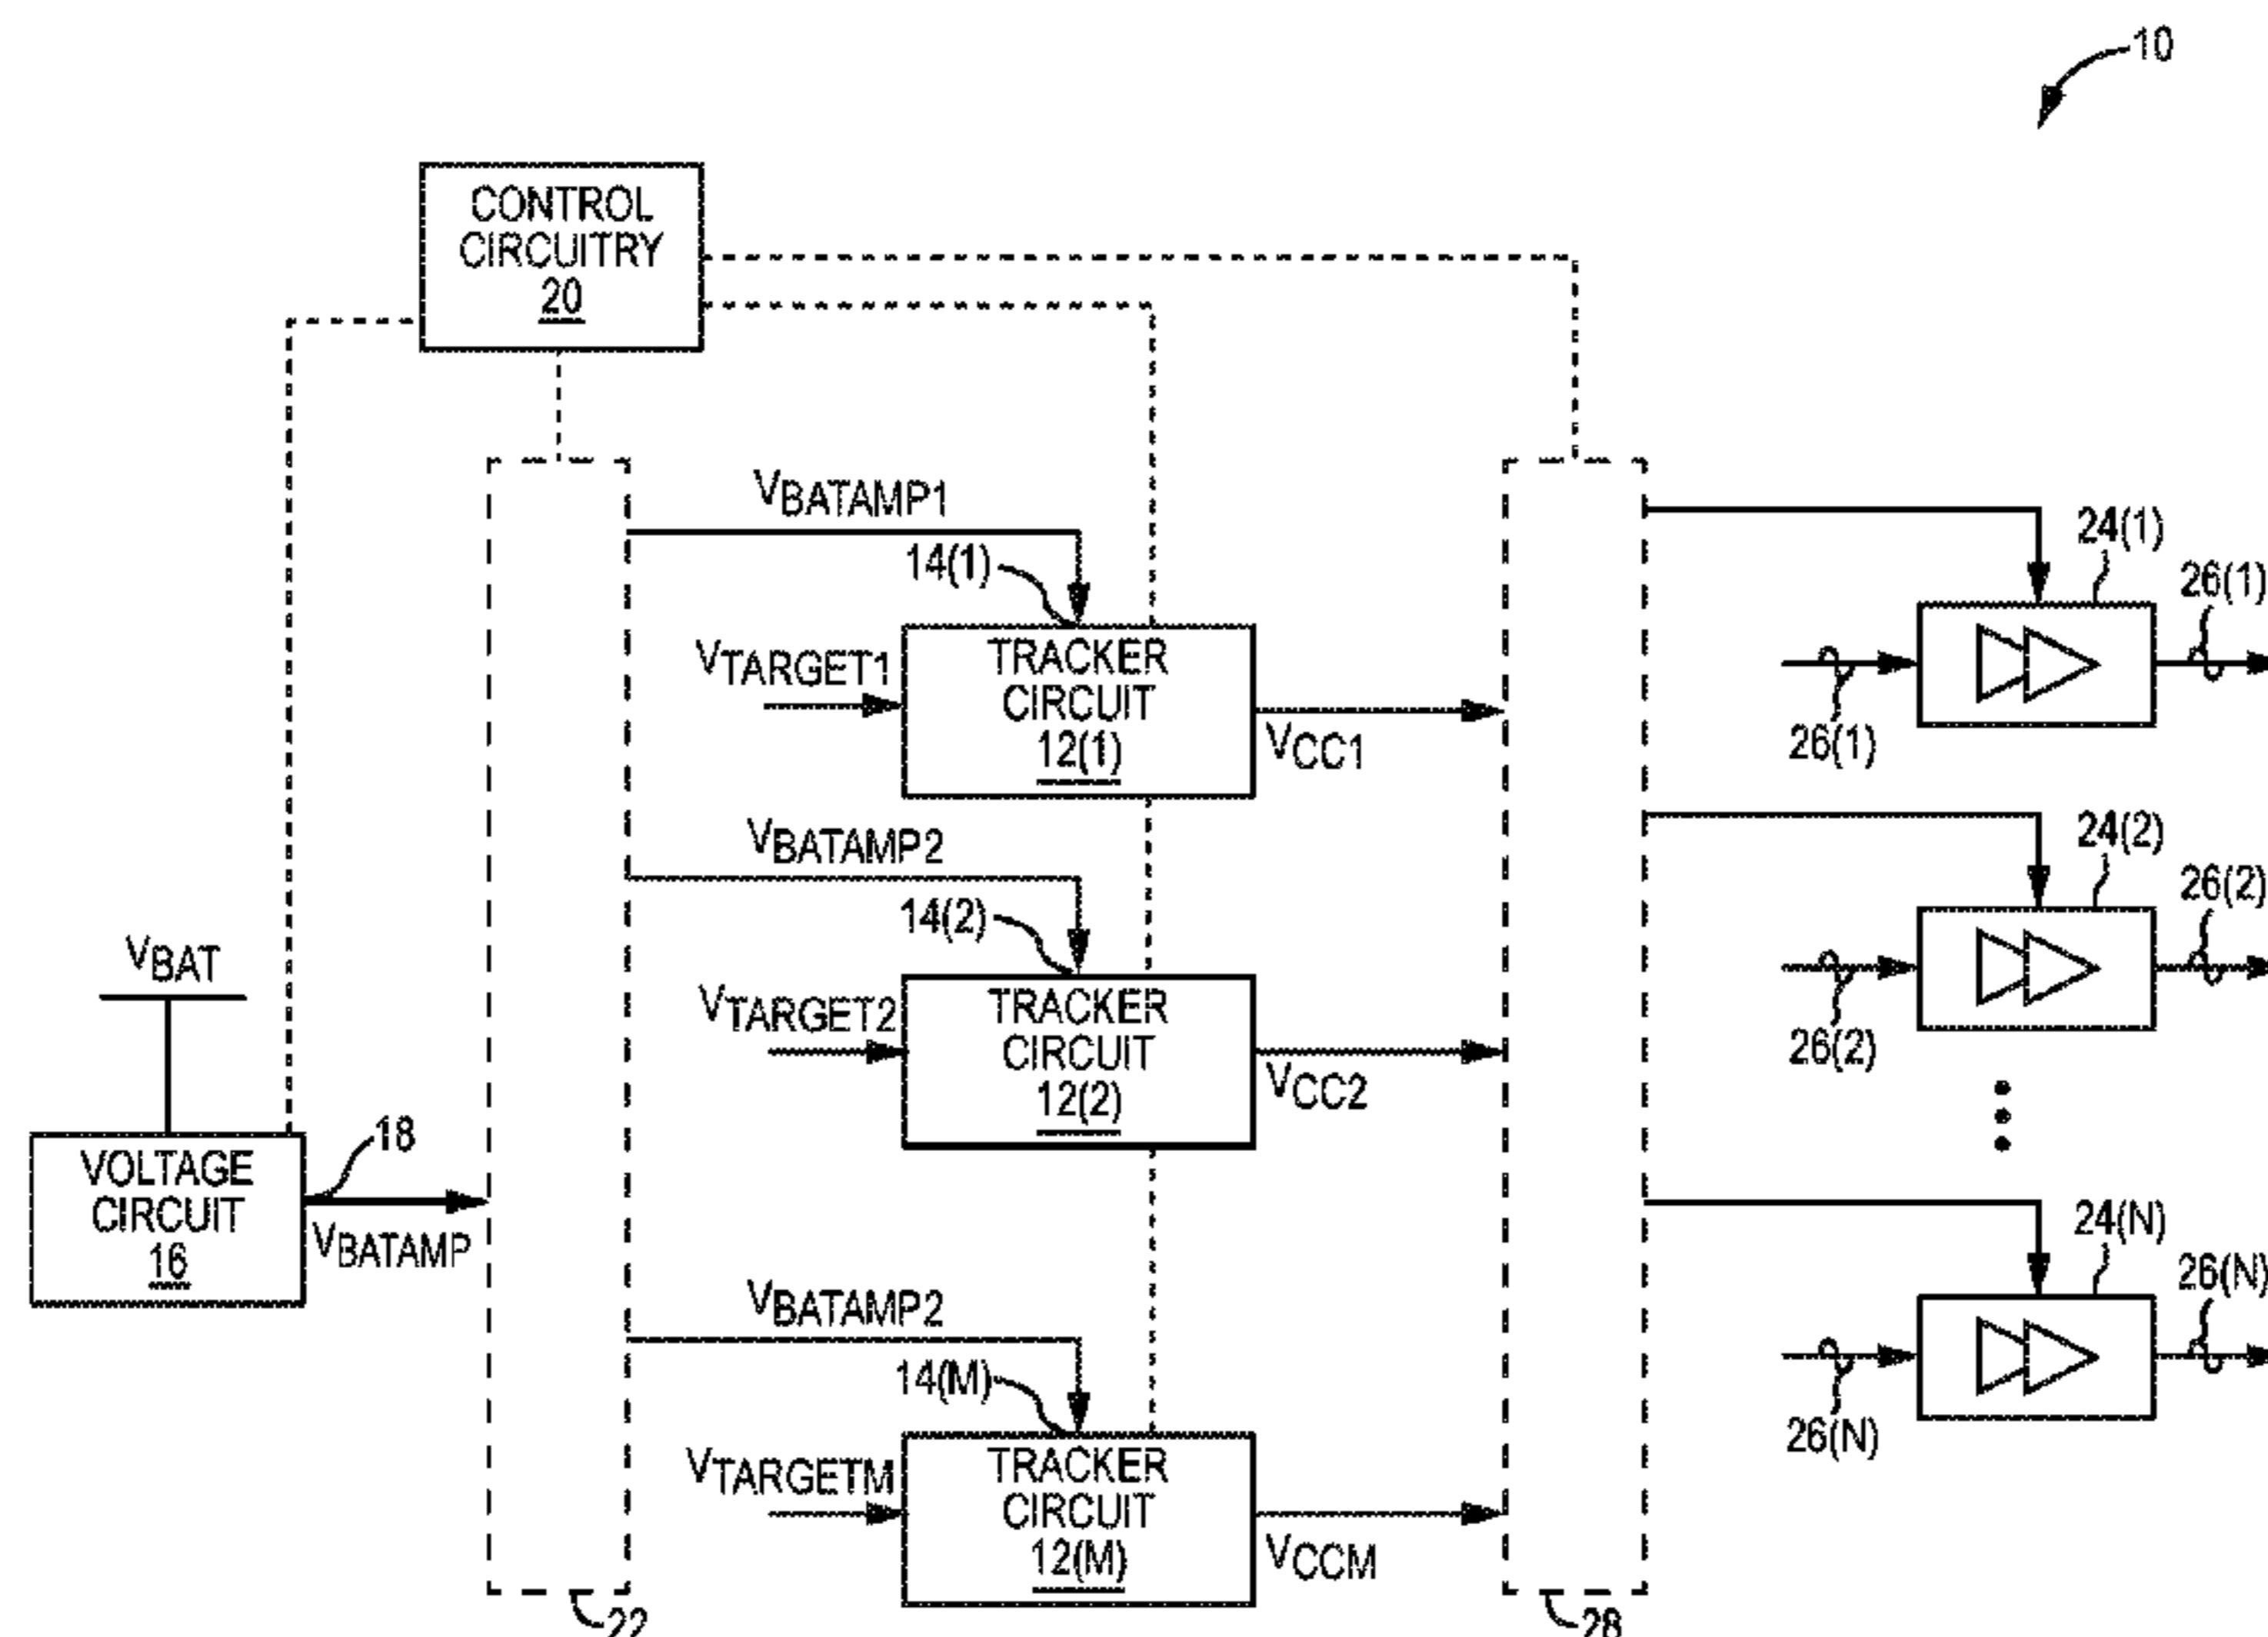 10
CONTROL
CIRCUITRY
20
VBATAMP1
14(1)
24(1)
26(1)
VTARGET1
TRACKER
CIRCUIT
12(1)
VCC1
26(1)
VBATAMP2
14(2)
24(2)
26(2)
VBAT
VTARGET2
TRACKER
CIRCUIT
12(2)
VCC2
26(2)
18
VOLTAGE
CIRCUIT
16
VBATAMP
VBATAMP2
14(M)
24(N)
26(N)
VTARGETM
TRACKER
CIRCUIT
12(M)
VCCM
26(N)
22
28